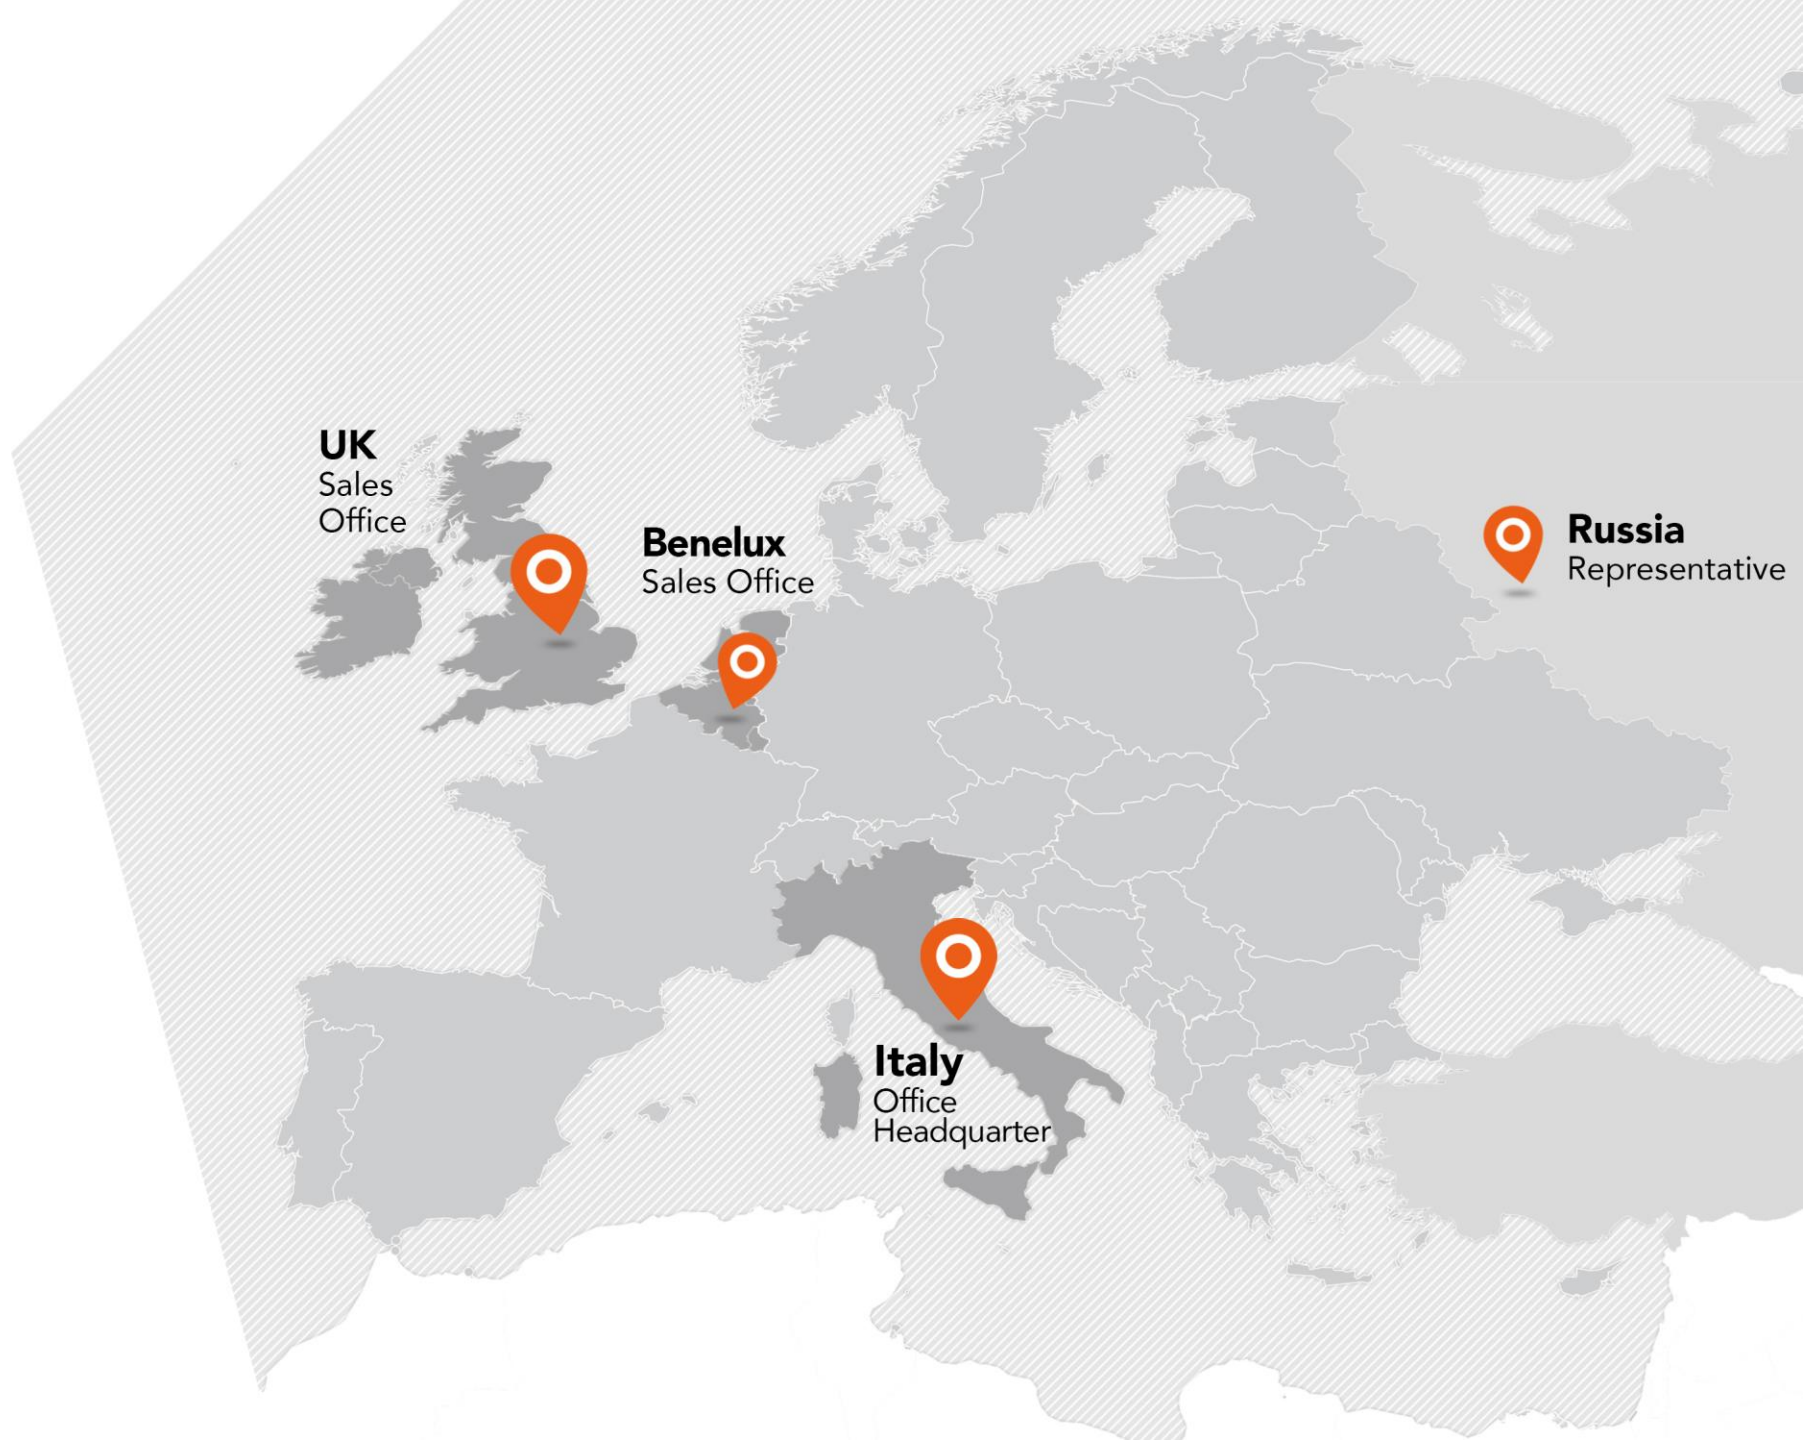 UK
Sales
Office
Benelux
Sales Office
Russia
Representative
Italy
Office
Headquarter